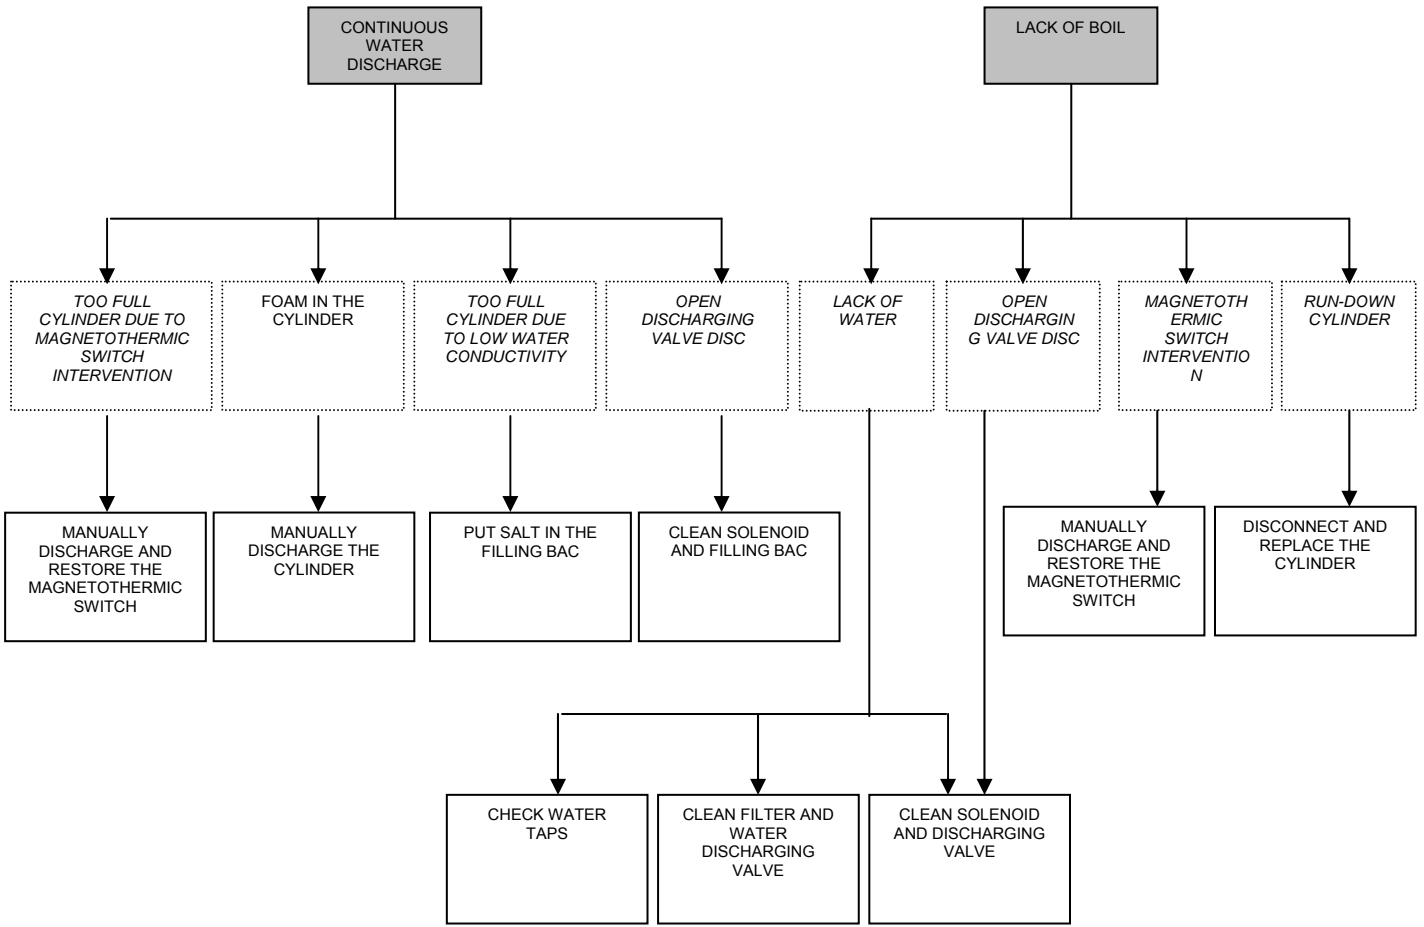 CONTINUOUS
WATER
DISCHARGE
LACK OF BOIL
TOO FULL
CYLINDER DUE TO
MAGNETOTHERMIC
SWITCH
INTERVENTION
FOAM IN THE
CYLINDER
TOO FULL
CYLINDER DUE
TO LOW WATER
CONDUCTIVITY
OPEN
DISCHARGING
VALVE DISC
LACK OF
WATER
OPEN
DISCHARGIN
G VALVE DISC
MAGNETOTH
ERMIC
SWITCH
INTERVENTIO
N
RUN-DOWN
CYLINDER
MANUALLY
DISCHARGE AND
RESTORE THE
MAGNETOTHERMIC
SWITCH
MANUALLY
DISCHARGE THE
CYLINDER
PUT SALT IN THE
FILLING BAC
CLEAN SOLENOID
AND FILLING BAC
MANUALLY
DISCHARGE AND
RESTORE THE
MAGNETOTHERMIC
SWITCH
DISCONNECT AND
REPLACE THE
CYLINDER
CHECK WATER
TAPS
CLEAN FILTER AND
WATER
DISCHARGING
VALVE
CLEAN SOLENOID
AND DISCHARGING
VALVE